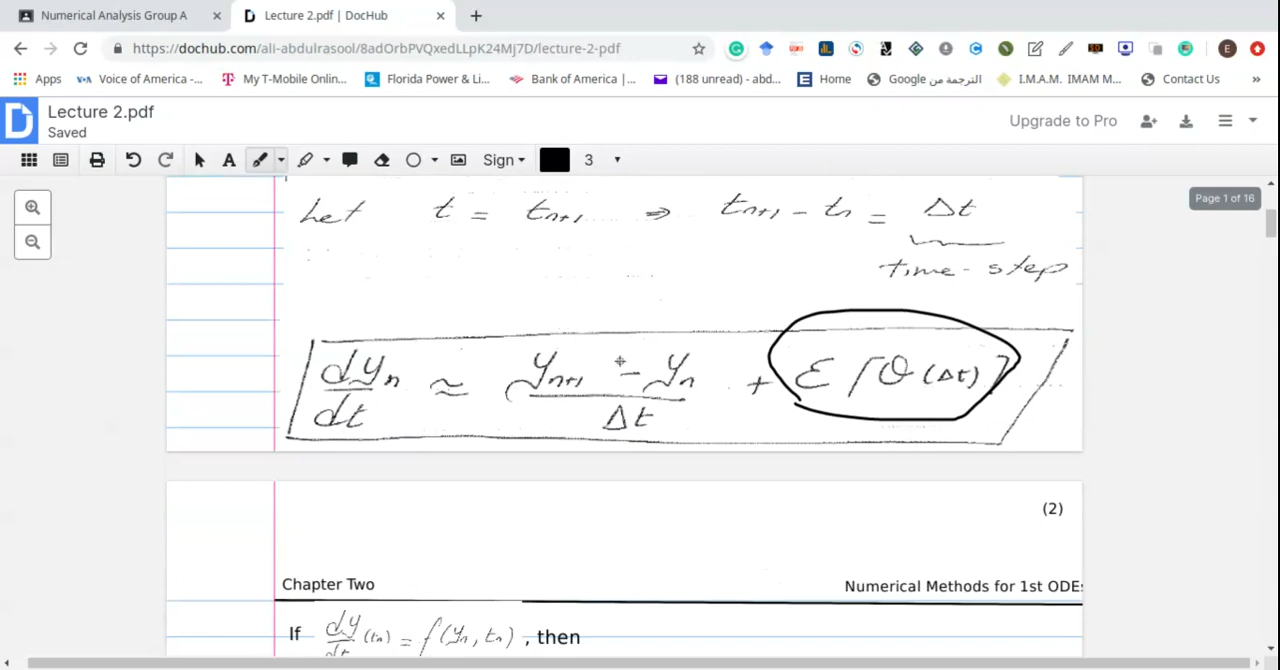 Numerical Analysis Group A
Lecture 2.pdf | DocHub
https://dochub.com/ali-abdulrasool/8adOrbPVQxedLLpK24Mj7D/lecture-2-pdf
E
Apps Voice of America -... My T-Mobile Onlin... Florida Power & Li... Bank of America |... (188 unread) - abd... Home الترجمة من Google I.M.A.M. IMAM M... Contact Us »
Lecture 2.pdf
Saved
Upgrade to Pro
A Sign 3
Page 1 of 16
Let t = tn+1 ⇒ tn+1 - tn = Δt
time-step
dyn/dt ≈ (yn+1 - yn)/Δt + ε[O(Δt)]
(2)
Chapter Two Numerical Methods for 1st ODEs
If dy/dt (tn) = f(yn, tn), then